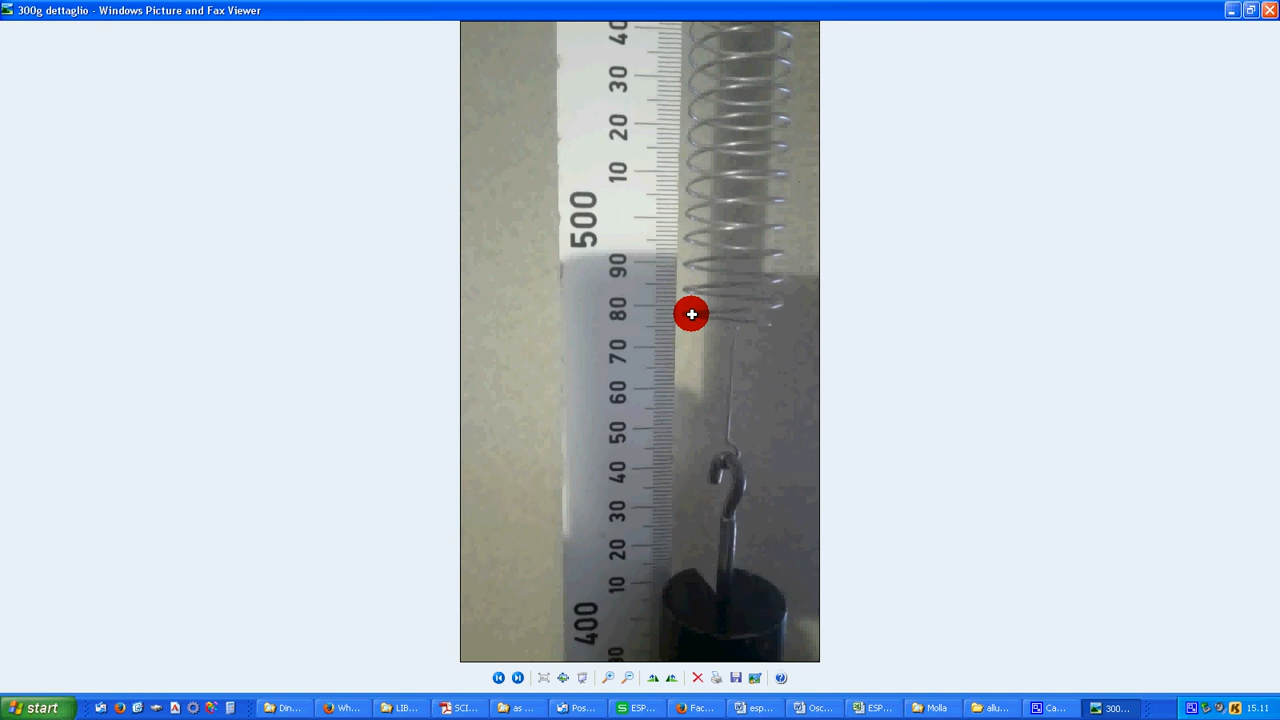 300g dettaglio - Windows Picture and Fax Viewer
40
30
20
10
500
90
80
70
60
50
40
30
20
10
400
start
Din...
Wh...
LIB...
SCI...
as ...
Pos...
ESP...
Fac...
esp...
Osc...
ESP...
Molla
allu...
Ca...
300...
15.11